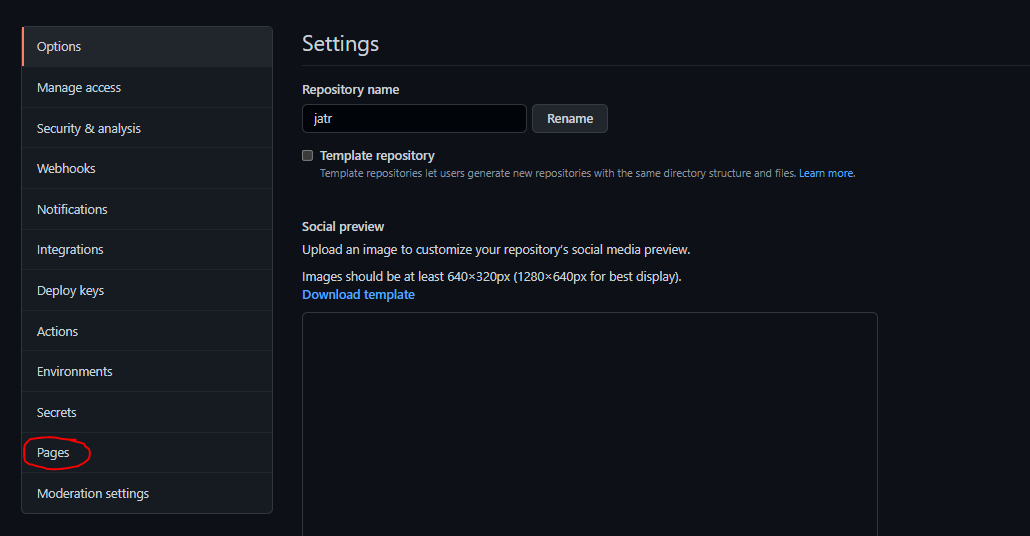 Options
Manage access
Security & analysis
Webhooks
Notifications
Integrations
Deploy keys
Actions
Environments
Secrets
Pages
Moderation settings
Settings
Repository name
jatr
Rename
Template repository
Template repositories let users generate new repositories with the same directory structure and files. Learn more.
Social preview
Upload an image to customize your repository's social media preview.
Images should be at least 640×320px (1280×640px for best display).
Download template